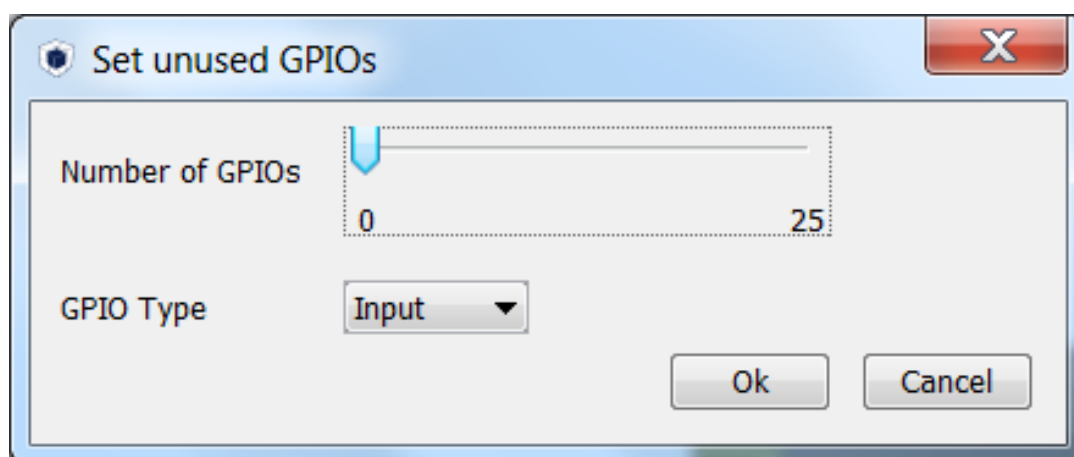 Set unused GPIOs
Number of GPIOs
0 25
GPIO Type Input
Ok Cancel